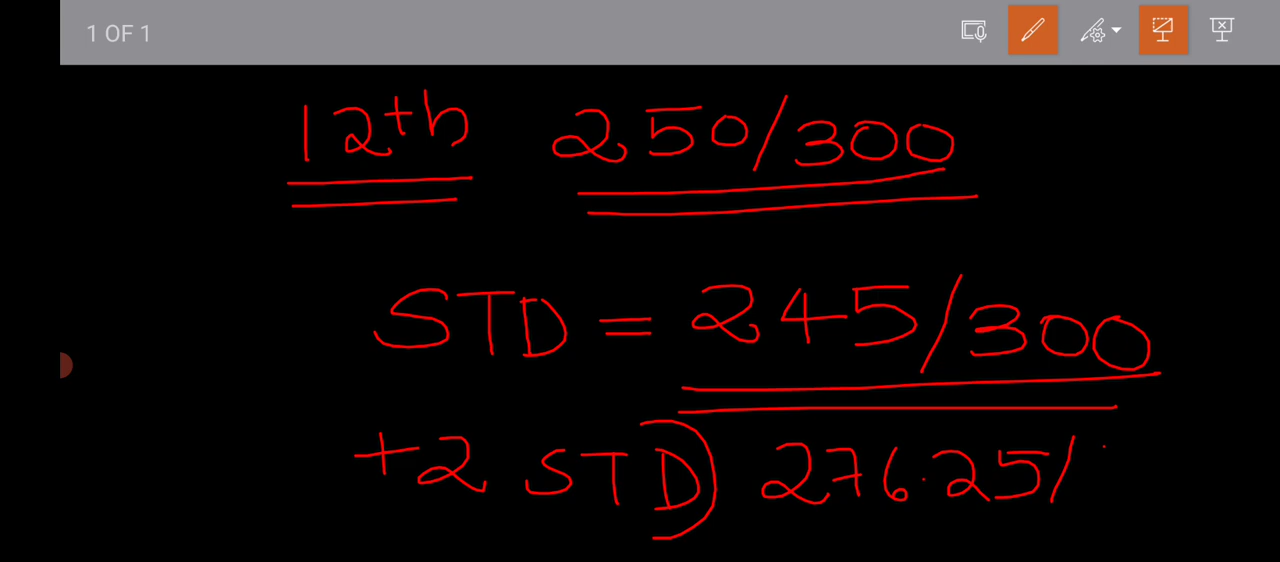 1 OF 1
12th 250/300
STD = 245/300
+2 STD) 276.25/